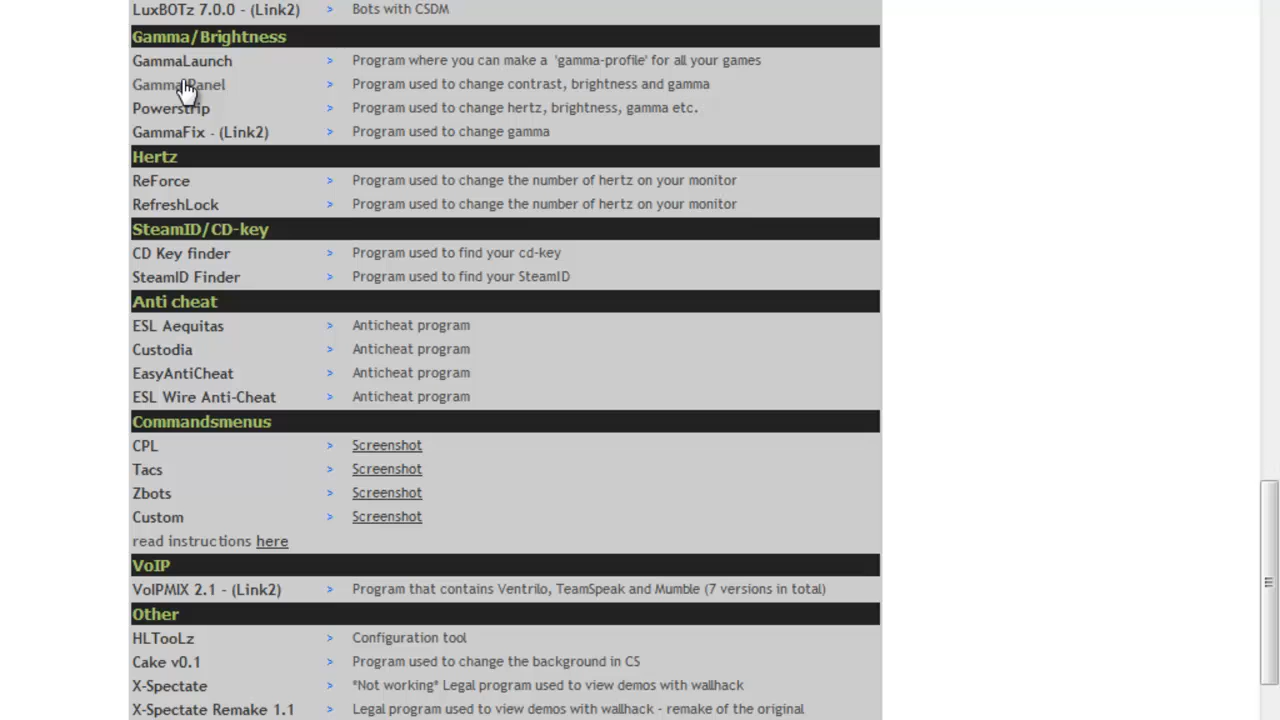 LuxBOTz 7.0.0 - (Link2) > Bots with CSDM
Gamma/Brightness
GammaLaunch > Program where you can make a 'gamma-profile' for all your games
GammaPanel > Program used to change contrast, brightness and gamma
Powerstrip > Program used to change hertz, brightness, gamma etc.
GammaFix - (Link2) > Program used to change gamma
Hertz
ReForce > Program used to change the number of hertz on your monitor
RefreshLock > Program used to change the number of hertz on your monitor
SteamID/CD-key
CD Key finder > Program used to find your cd-key
SteamID Finder > Program used to find your SteamID
Anti cheat
ESL Aequitas > Anticheat program
Custodia > Anticheat program
EasyAntiCheat > Anticheat program
ESL Wire Anti-Cheat > Anticheat program
Commandsmenus
CPL > Screenshot
Tacs > Screenshot
Zbots > Screenshot
Custom > Screenshot
read instructions here
VoIP
VoIPMIX 2.1 - (Link2) > Program that contains Ventrilo, TeamSpeak and Mumble (7 versions in total)
Other
HLTooLz > Configuration tool
Cake v0.1 > Program used to change the background in CS
X-Spectate > *Not working* Legal program used to view demos with wallhack
X-Spectate Remake 1.1 > Legal program used to view demos with wallhack - remake of the original